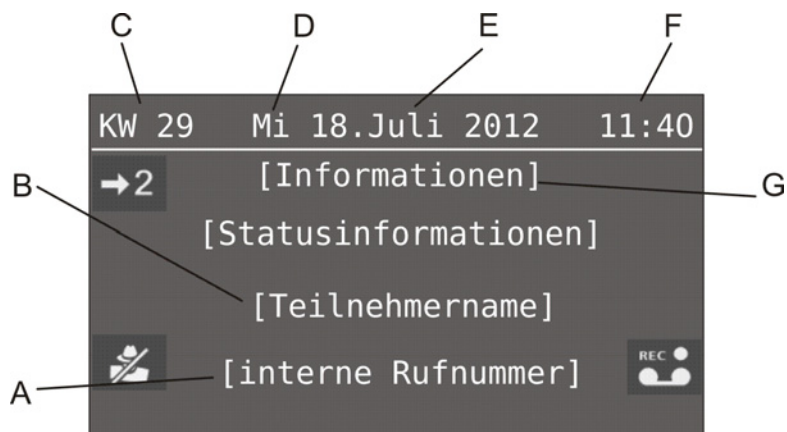 C D E F
KW 29 Mi 18.Juli 2012 11:40
→2 [Informationen] G
B [Statusinformationen]
[Teilnehmername]
REC
A [interne Rufnummer]